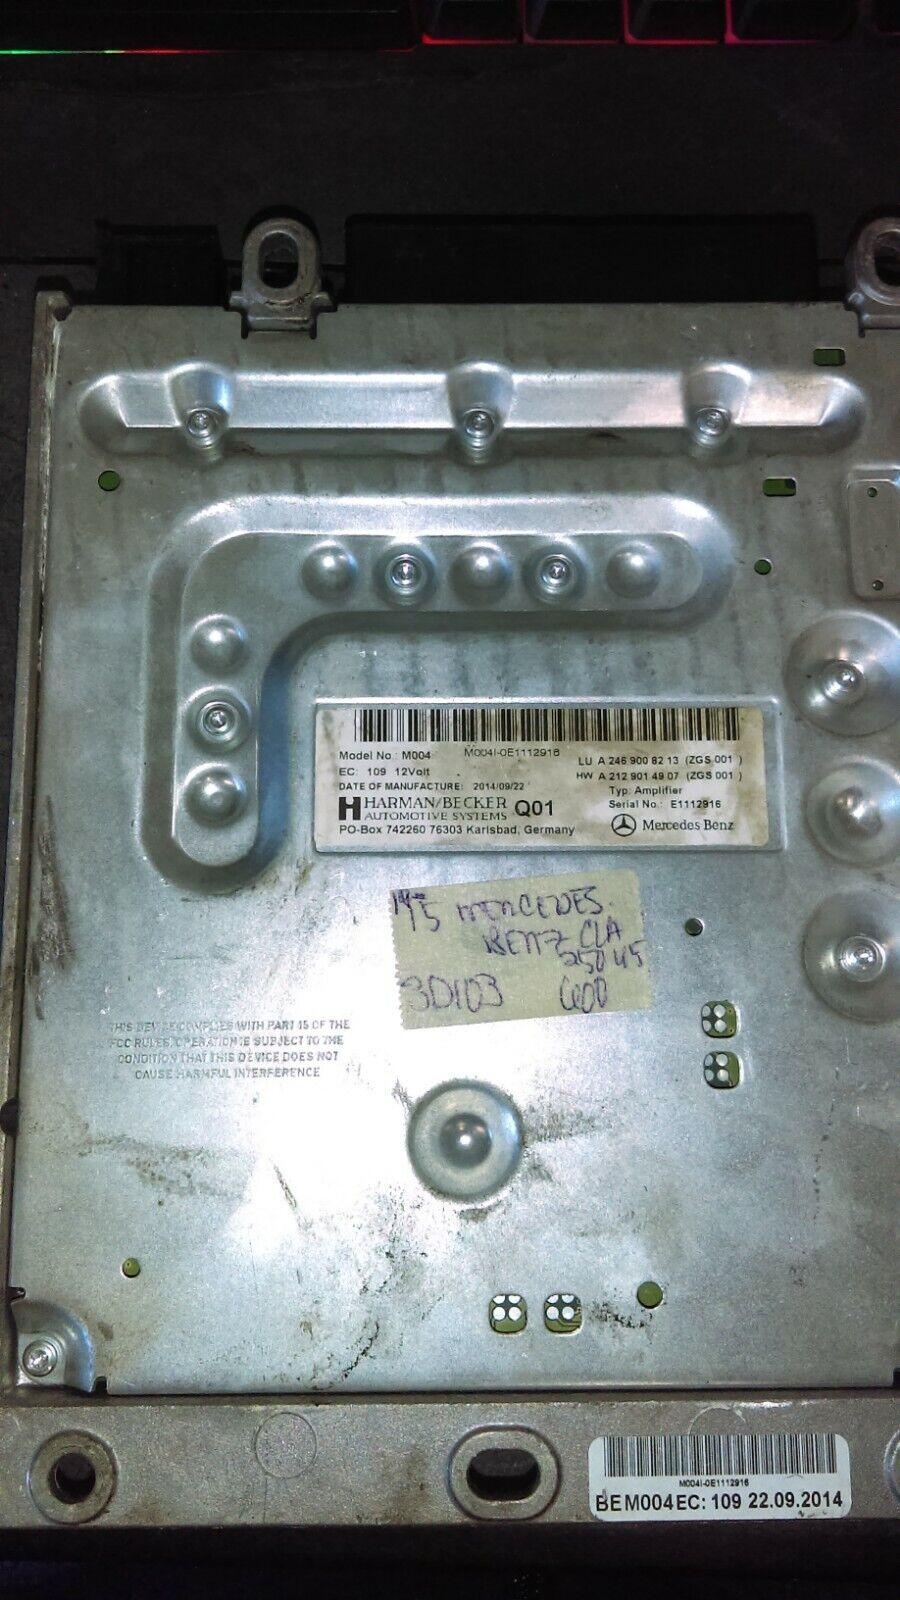 Model No.: M004
M004I-0E1112916
EC: 109 12Volt
DATE OF MANUFACTURE: 2014/09/22
HARMAN/BECKER
AUTOMOTIVE SYSTEMS
Q01
PO-Box 742260 76303 Karlsbad, Germany
LU A 246 900 82 13 (ZGS 001 )
HW A 212 901 49 07 (ZGS 001 )
Typ: Amplifier
Serial No.: E1112916
Mercedes Benz
MERCEDES
BENZ CLA
250
3D103 600
THIS DEVICE COMPLIES WITH PART 15 OF THE
FCC RULES. OPERATION IS SUBJECT TO THE
CONDITION THAT THIS DEVICE DOES NOT
CAUSE HARMFUL INTERFERENCE
M004I-0E1112916
BE M004 EC: 109 22.09.2014